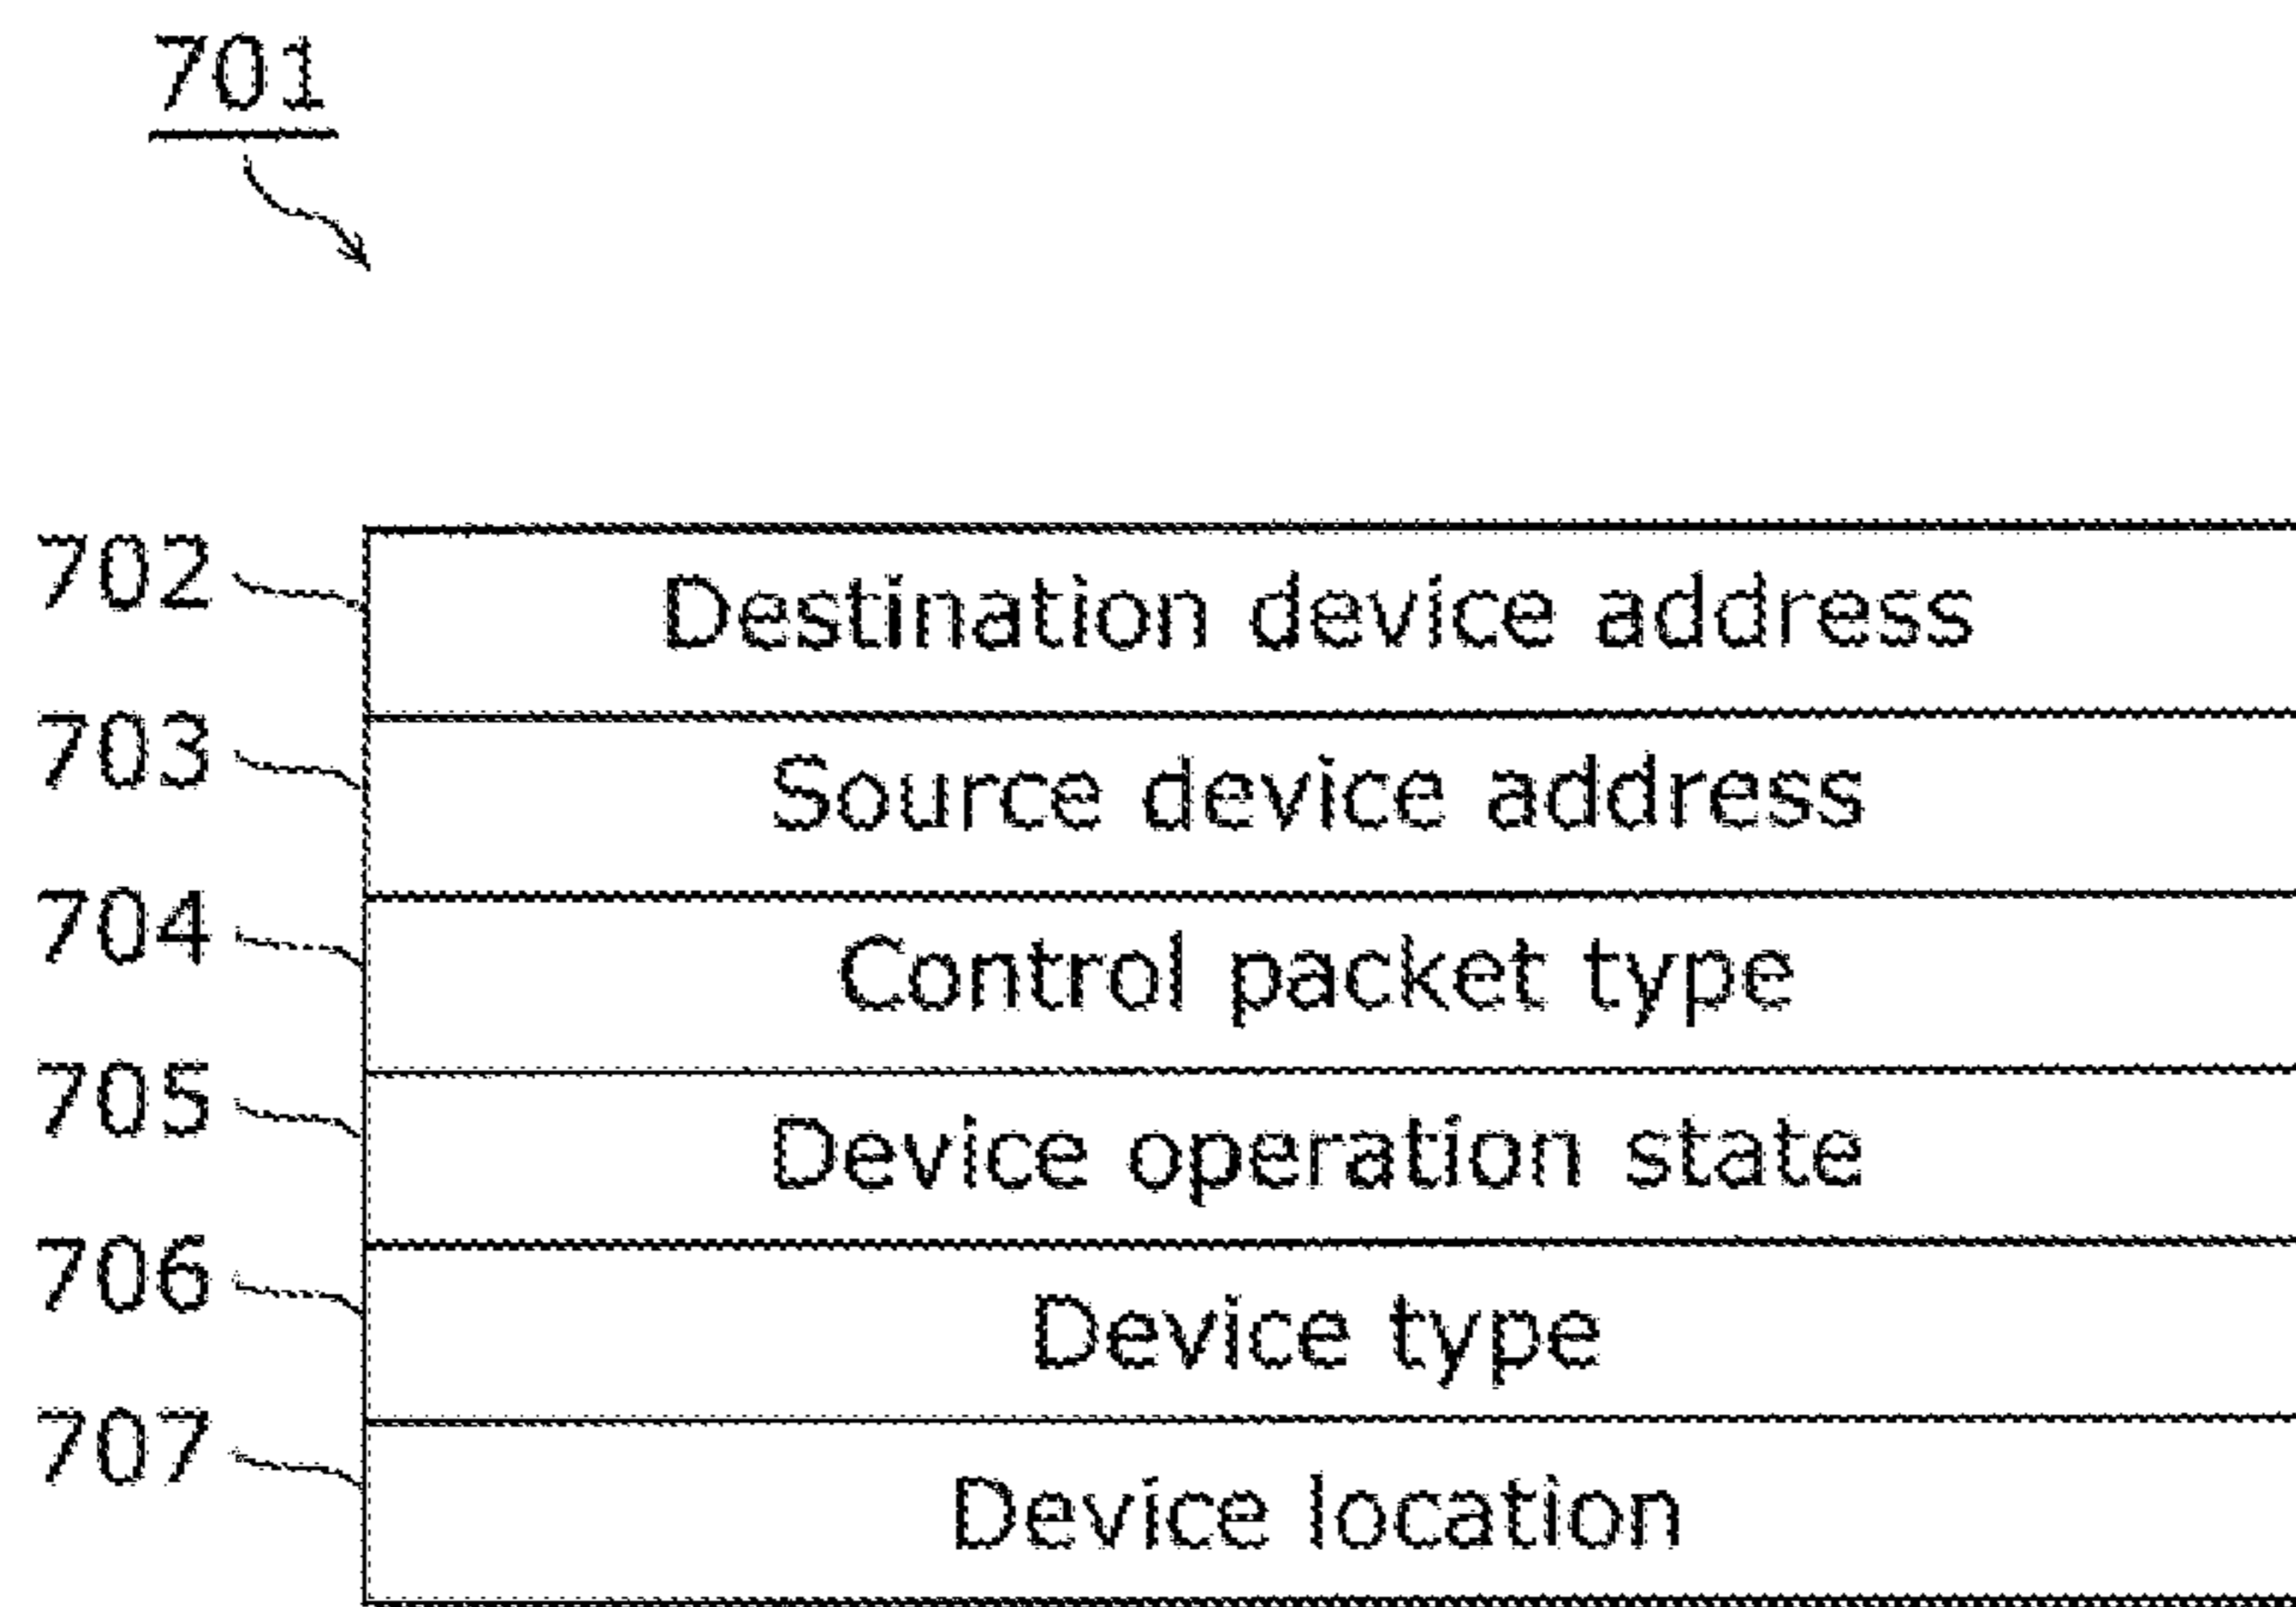 701
702 Destination device address
703 Source device address
704 Control packet type
705 Device operation state
706 Device type
707 Device location